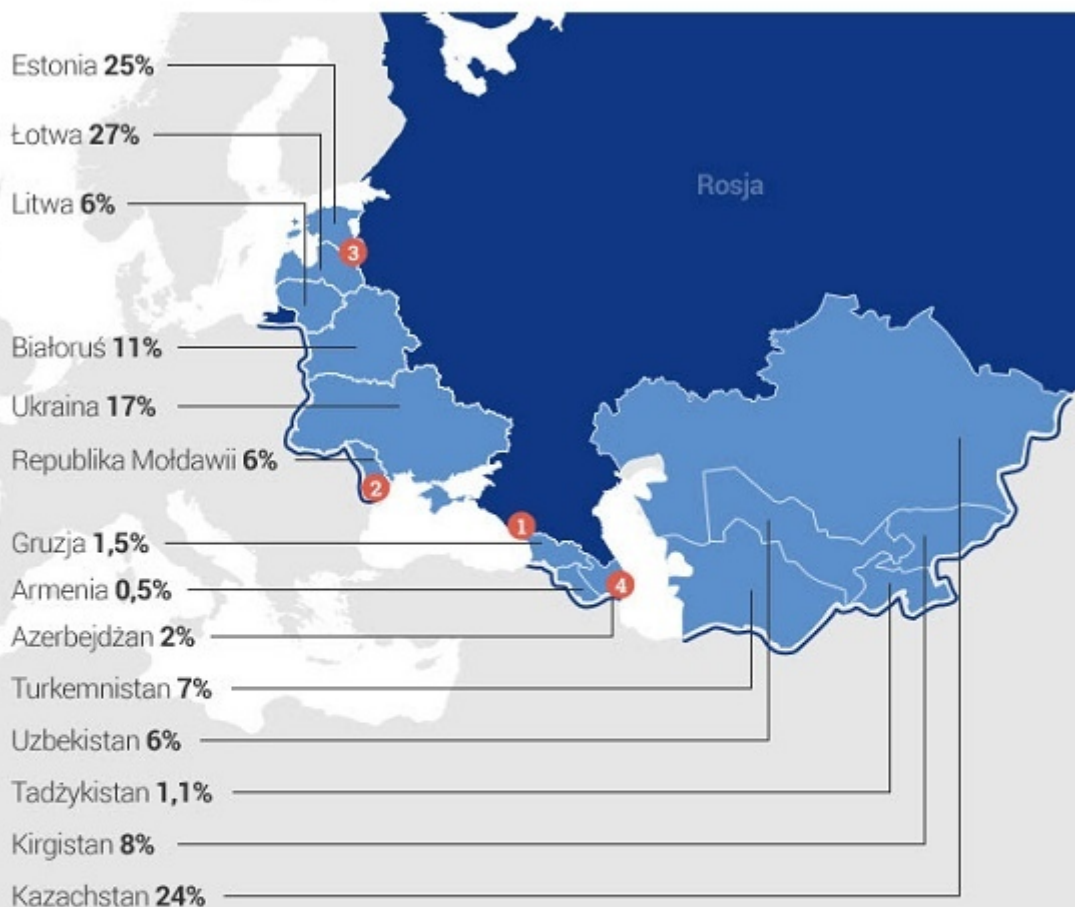 Estonia 25%
Łotwa 27%
Rosja
Litwa 6%
3
Białoruś 11%
Ukraina 17%
Republika Mołdawii 6%
2
1
Gruzja 1,5%
Armenia 0,5%
4
Azerbejdżan 2%
Turkemnistan 7%
Uzbekistan 6%
Tadżykistan 1,1%
Kirgistan 8%
Kazachstan 24%